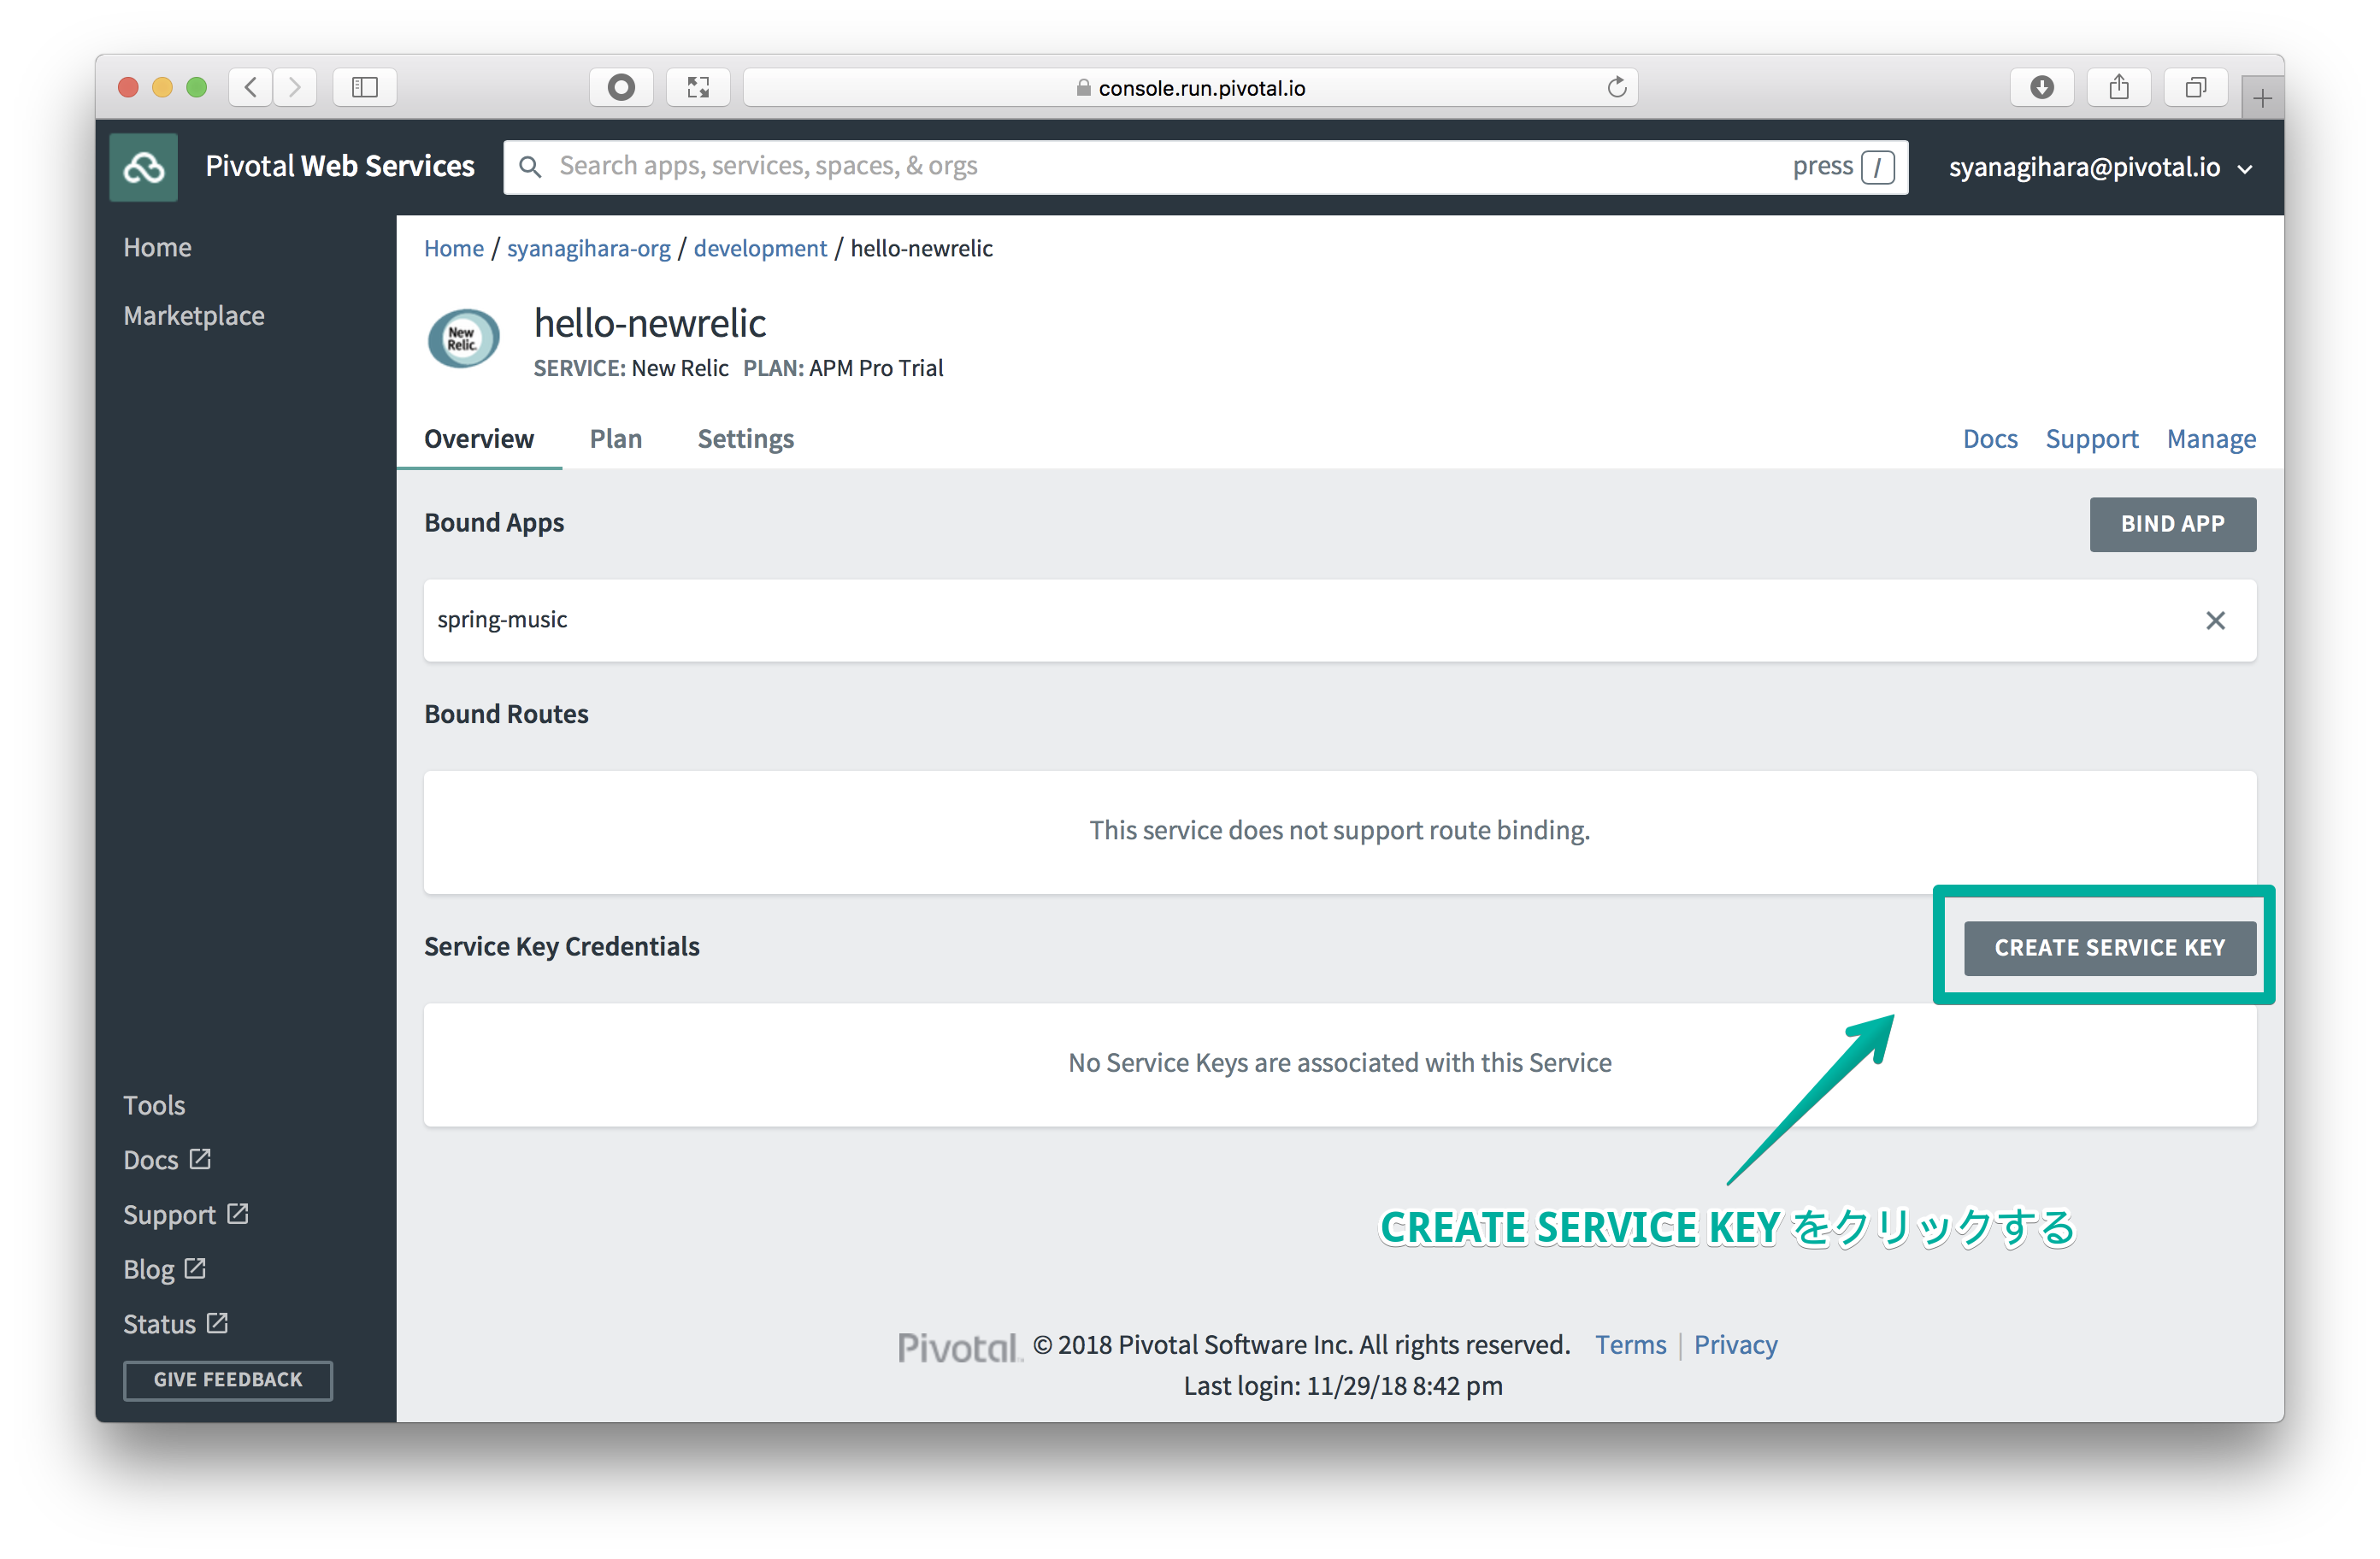 console.run.pivotal.io
Pivotal Web Services
Search apps, services, spaces, & orgs
press /
syanagihara@pivotal.io
Home
Marketplace
Home / syanagihara-org / development / hello-newrelic
New Relic.
hello-newrelic
SERVICE: New Relic PLAN: APM Pro Trial
Overview Plan Settings
Docs Support Manage
Bound Apps
BIND APP
spring-music
Bound Routes
This service does not support route binding.
Service Key Credentials
CREATE SERVICE KEY
No Service Keys are associated with this Service
CREATE SERVICE KEY をクリックする
Tools
Docs
Support
Blog
Status
GIVE FEEDBACK
Pivotal. © 2018 Pivotal Software Inc. All rights reserved. Terms | Privacy
Last login: 11/29/18 8:42 pm